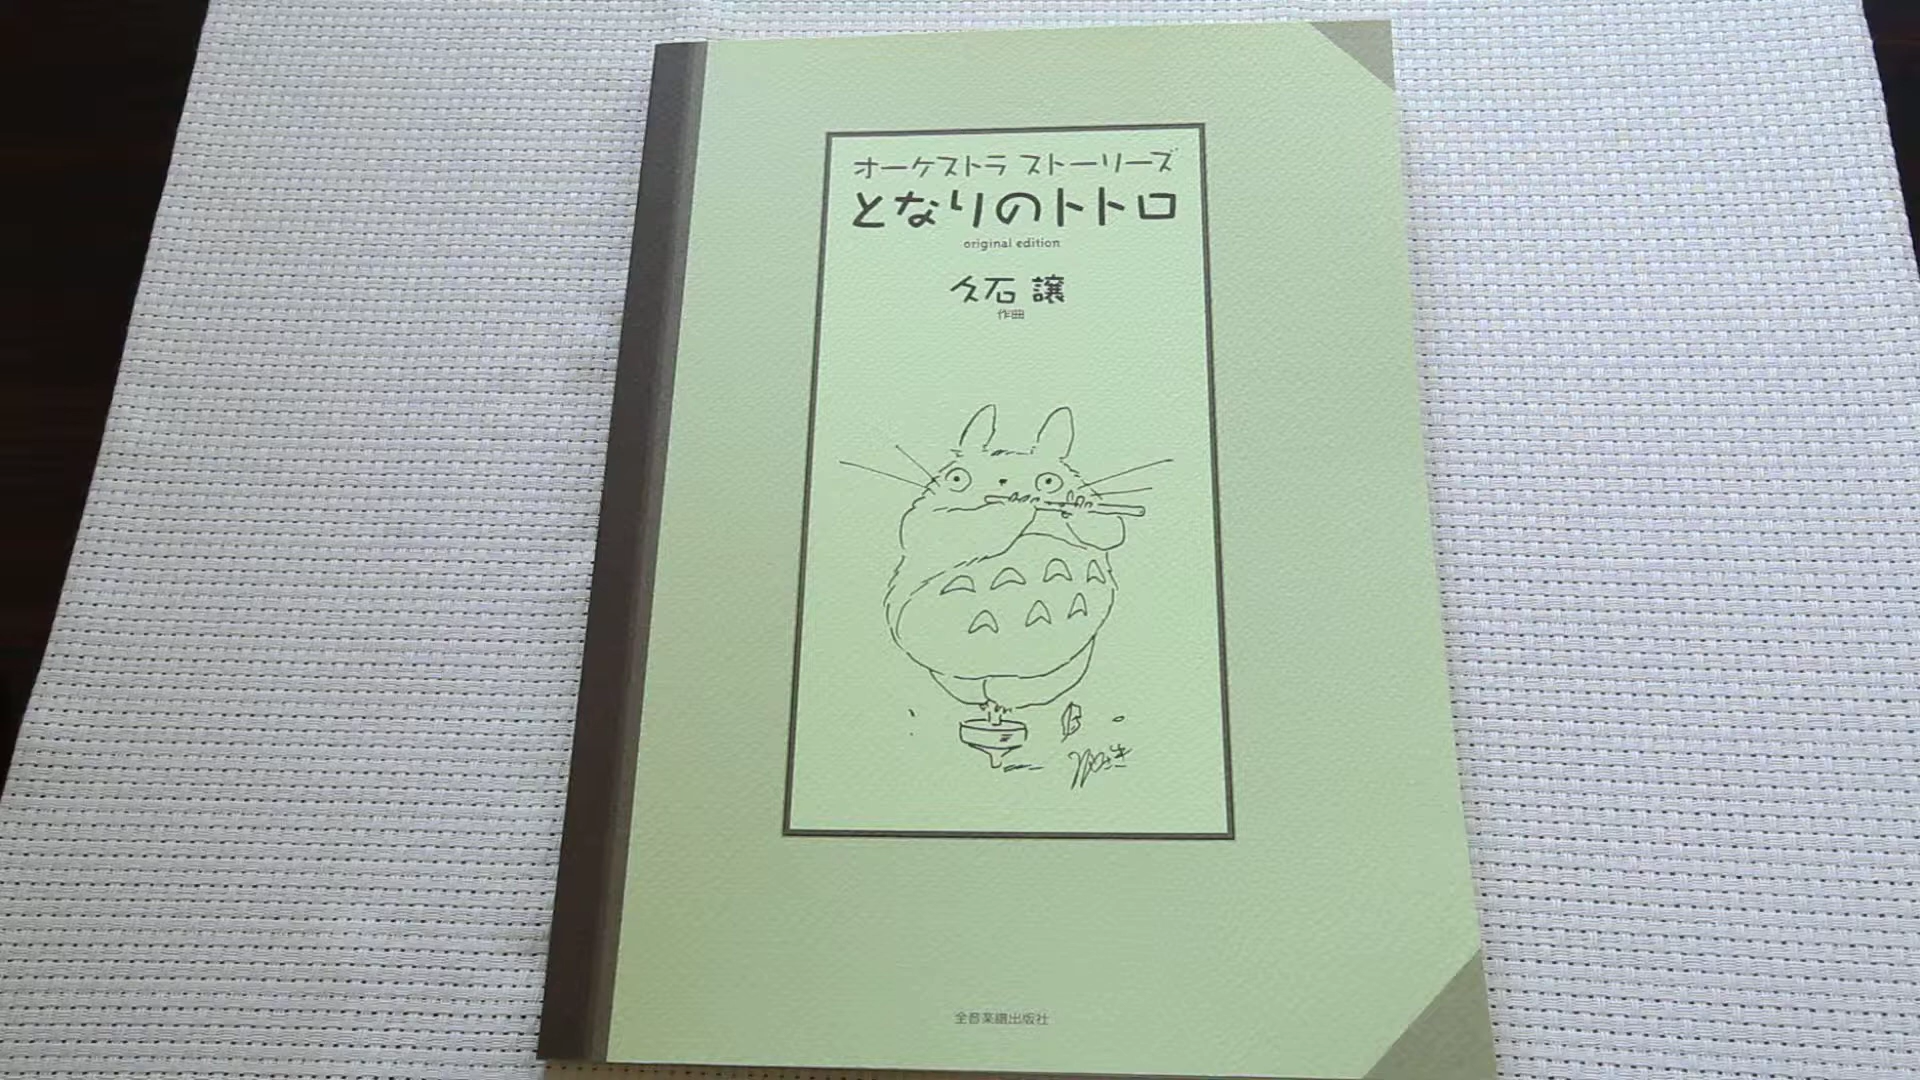 オーケストラ ストーリーズ
となりのトトロ
original edition
久石 譲
作曲
全音楽譜出版社